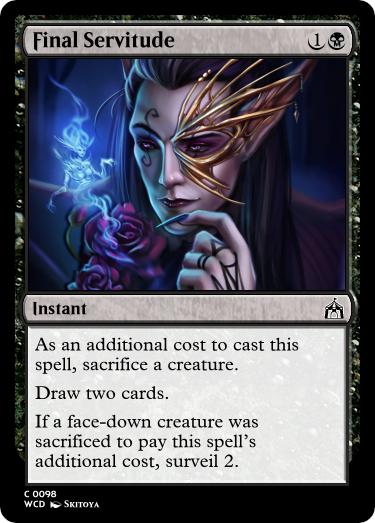 Final Servitude 1
Instant
As an additional cost to cast this
spell, sacrifice a creature.
Draw two cards.
If a face-down creature was
sacrificed to pay this spell's
additional cost, surveil 2.
C 0098
WCD Skitoya